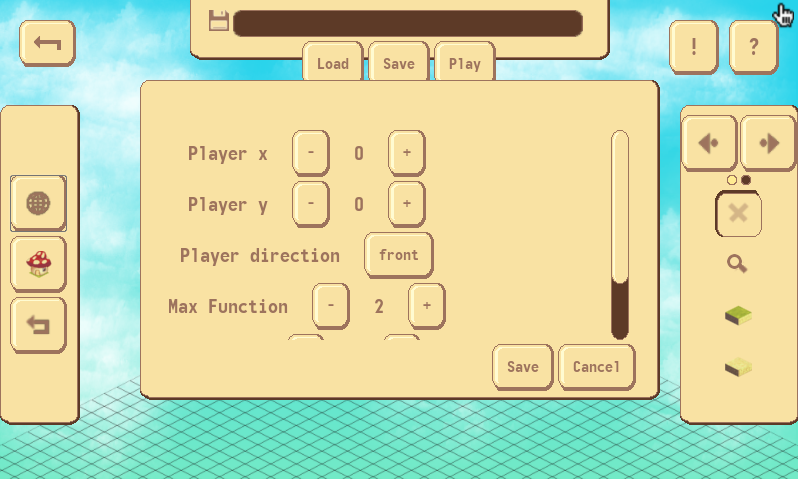 ! ?
Load Save Play
Player x - 0 +
Player y - 0 +
Player direction front
Max Function - 2 +
Save Cancel